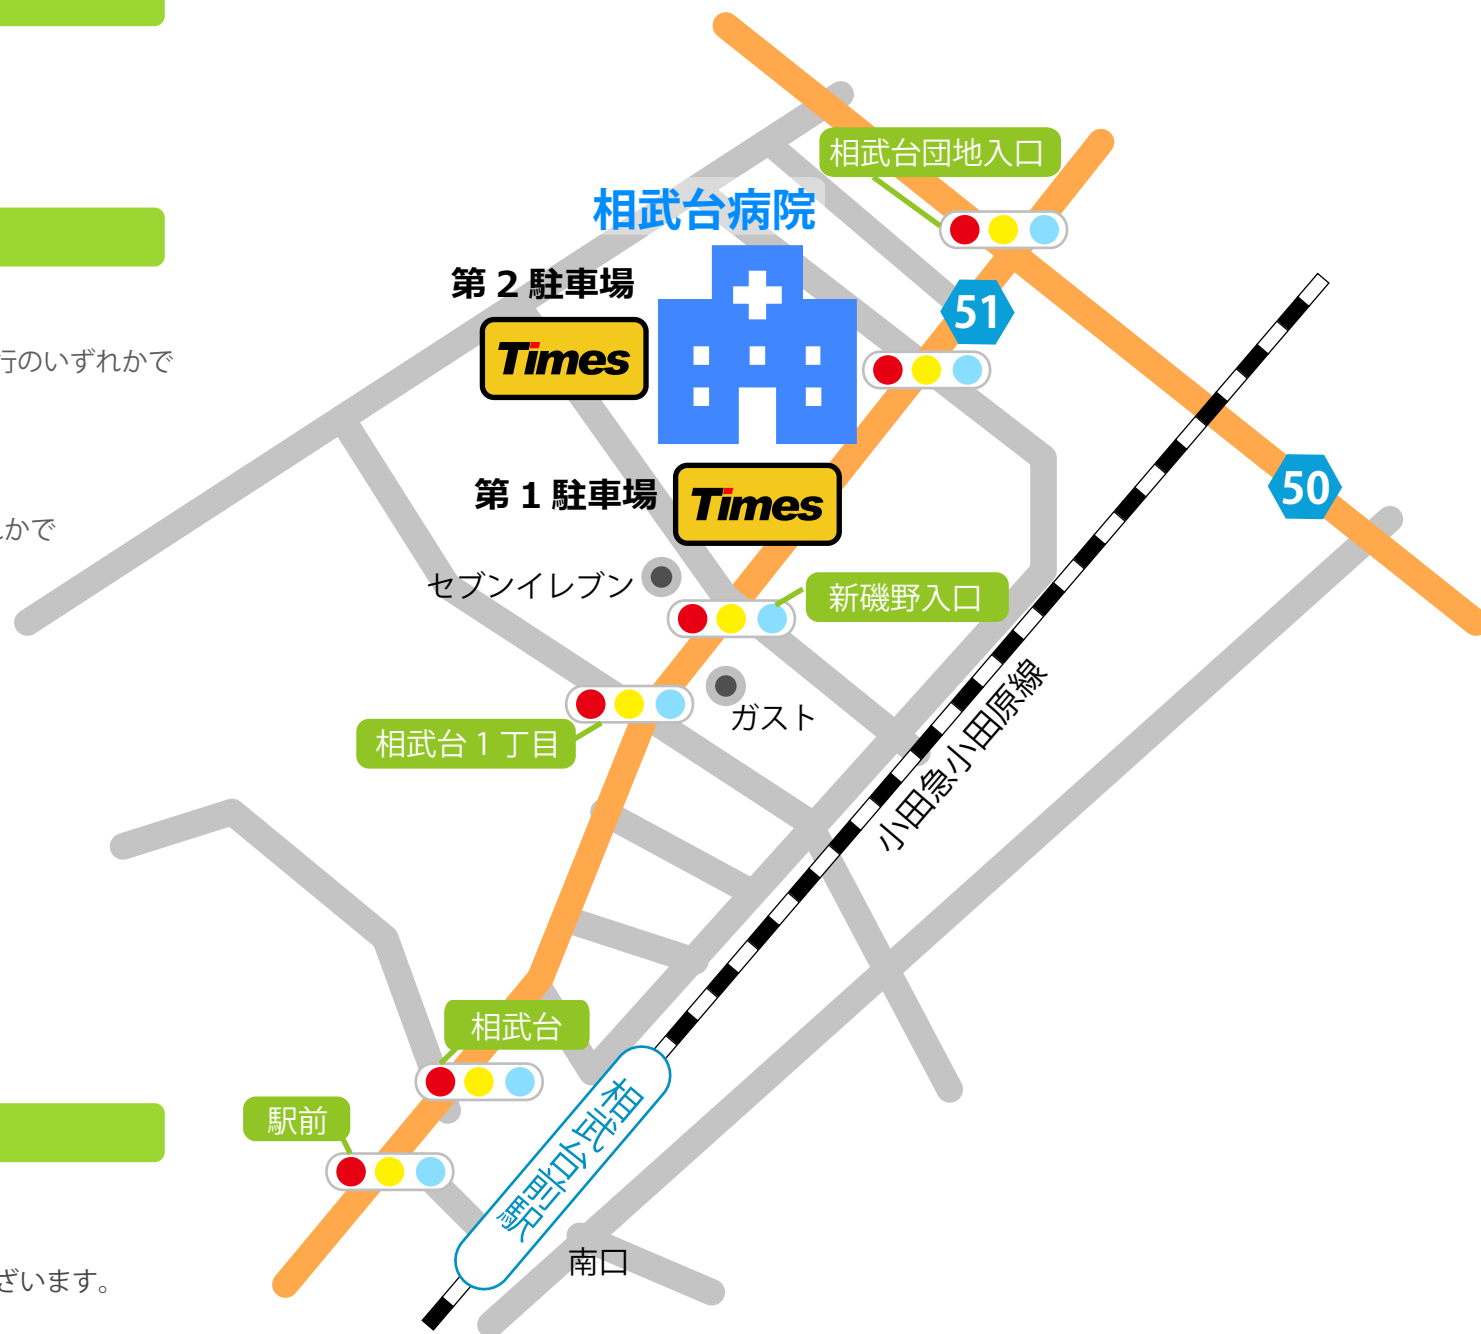 相武台団地入口
相武台病院
第２駐車場
Times
51
行のいずれかで
50
第１駐車場
Times
れかで
セブンイレブン
新磯野入口
ガスト
相武台１丁目
小田急小田原線
相武台
駅前
相武台前駅
南口
ざいます。